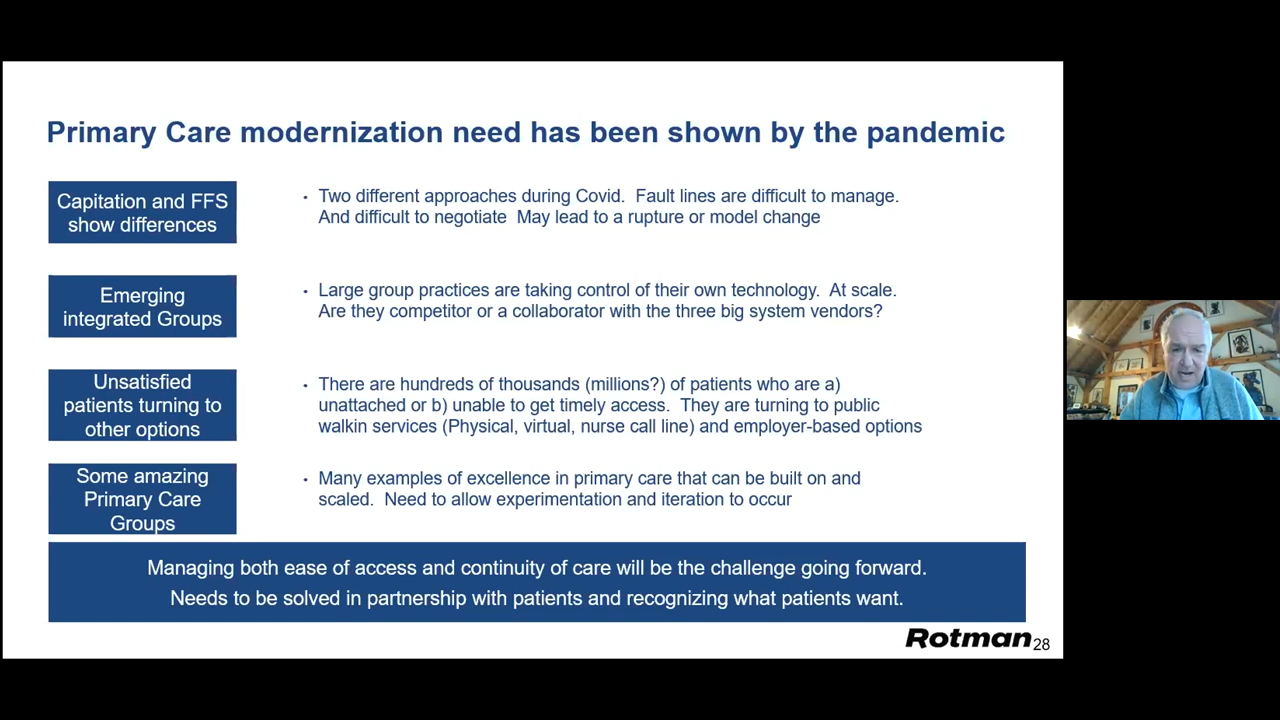 Primary Care modernization need has been shown by the pandemic
Capitation and FFS
show differences
• Two different approaches during Covid.  Fault lines are difficult to manage.
And difficult to negotiate  May lead to a rupture or model change
Emerging
integrated Groups
• Large group practices are taking control of their own technology.  At scale.
Are they competitor or a collaborator with the three big system vendors?
Unsatisfied
patients turning to
other options
• There are hundreds of thousands (millions?) of patients who are a)
unattached or b) unable to get timely access.  They are turning to public
walkin services (Physical, virtual, nurse call line) and employer-based options
Some amazing
Primary Care
Groups
• Many examples of excellence in primary care that can be built on and
scaled.  Need to allow experimentation and iteration to occur
Managing both ease of access and continuity of care will be the challenge going forward.
Needs to be solved in partnership with patients and recognizing what patients want.
Rotman 28